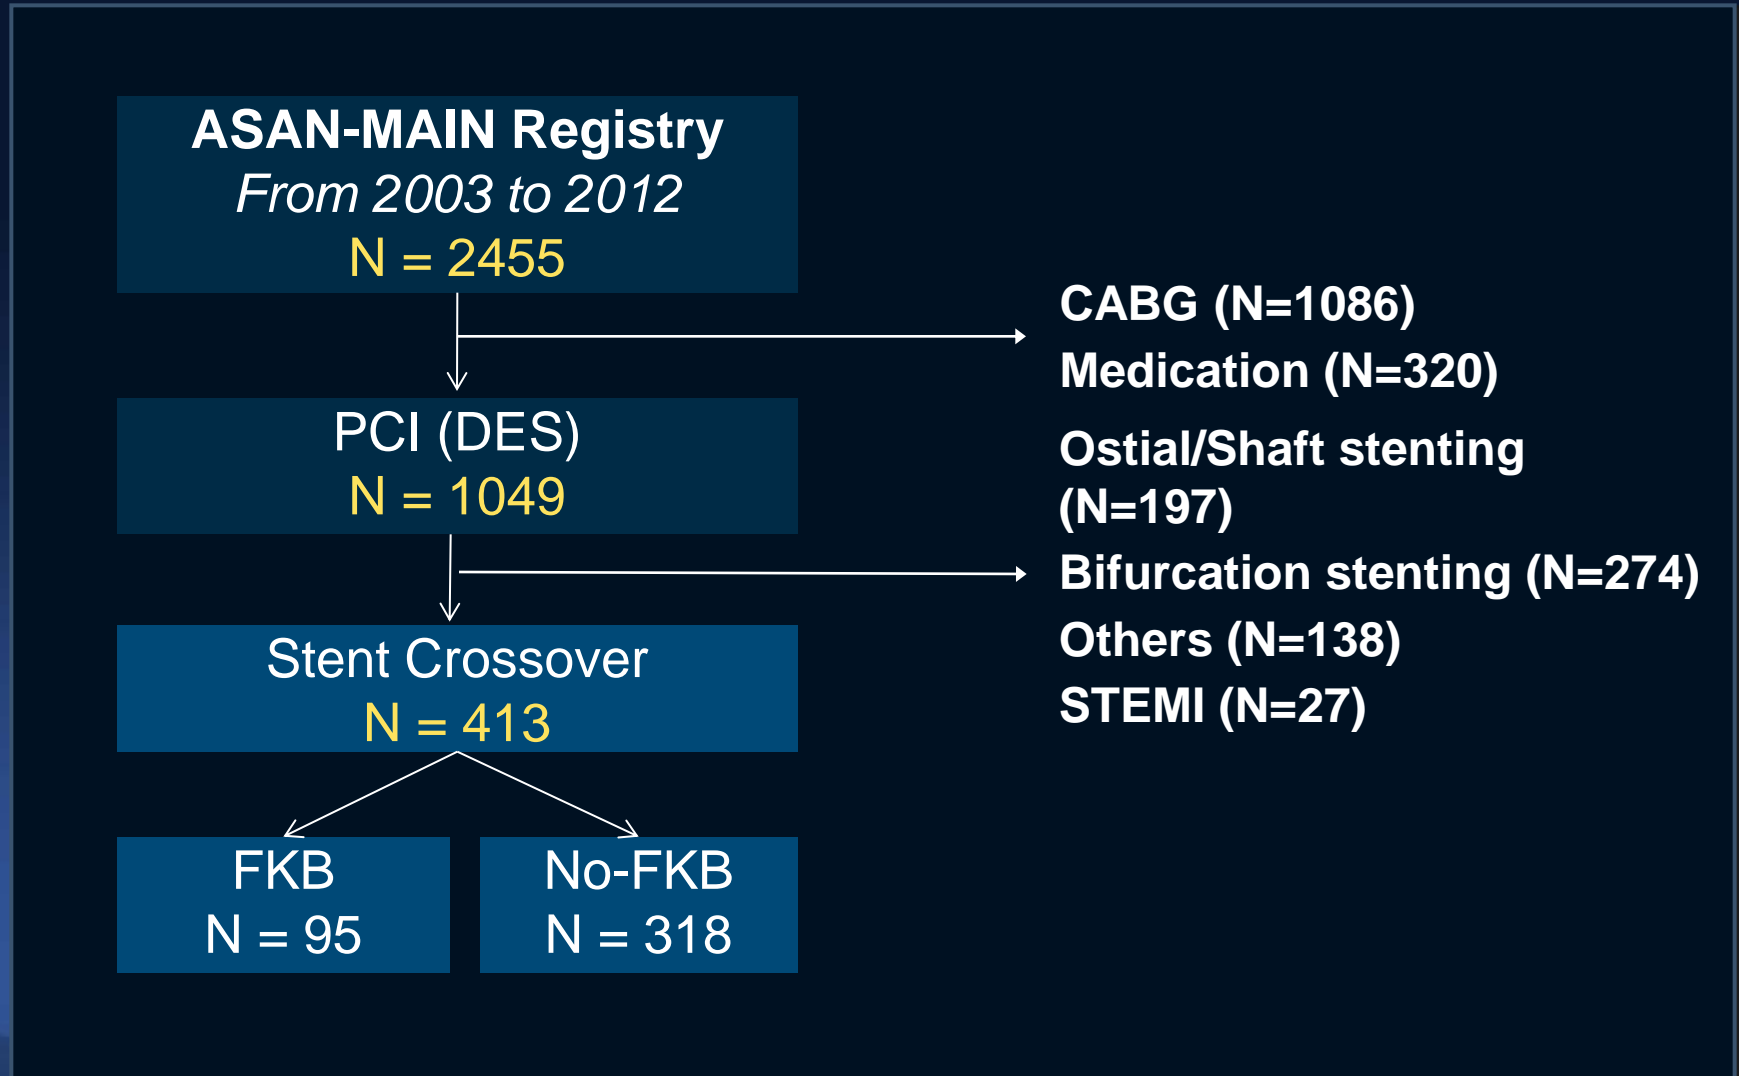 ASAN-MAIN Registry
From 2003 to 2012
N = 2455
CABG (N=1086)
Medication (N=320)
PCI (DES)
N = 1049
Ostial/Shaft stenting
(N=197)
Bifurcation stenting (N=274)
Others (N=138)
STEMI (N=27)
Stent Crossover
N = 413
FKB
N = 95
No-FKB
N = 318